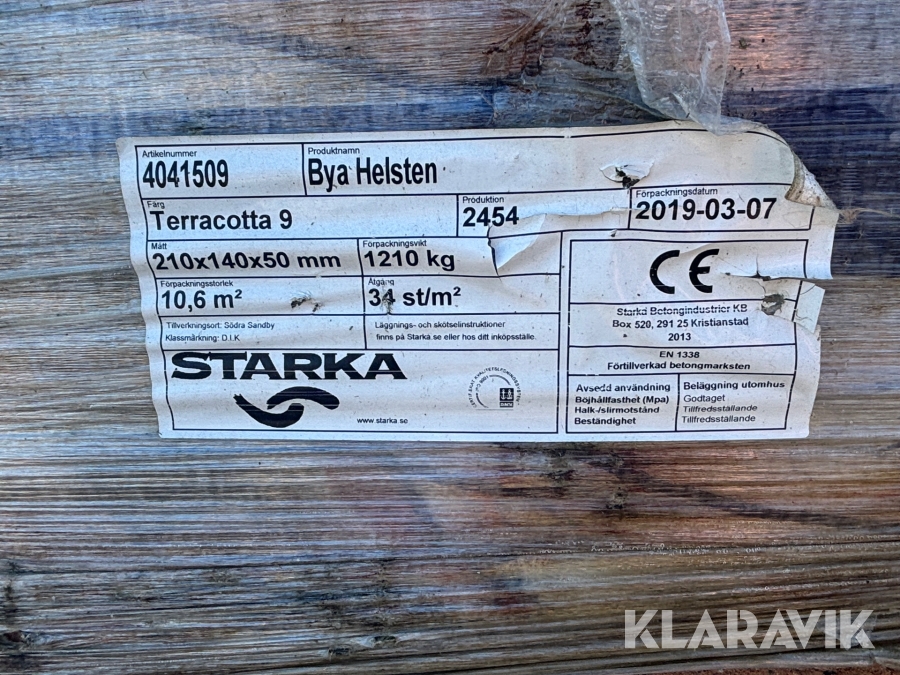 Artikelnummer
4041509
Produktnamn
Bya Helsten
Färg
Terracotta 9
Produktion
2454
Förpackningsdatum
2019-03-07
Mått
210x140x50 mm
Förpackningsvikt
1210 kg
Förpackningsstorlek
10,6 m²
Åtgång
34 st/m²
Tillverkningsort: Södra Sandby
Klassmärkning: D.I.K
Läggnings- och skötselinstruktioner
finns på Starka.se eller hos ditt inköpsställe.
STARKA
www.starka.se
CE
Starka Betongindustrier KB
Box 520, 291 25 Kristianstad
2013
EN 1338
Förtillverkad betongmarksten
Avsedd användning
Beläggning utomhus
Böjhållfasthet (Mpa)
Godtaget
Halk-/slirmotstånd
Tillfredsställande
Beständighet
Tillfredsställande
KLARAVIK